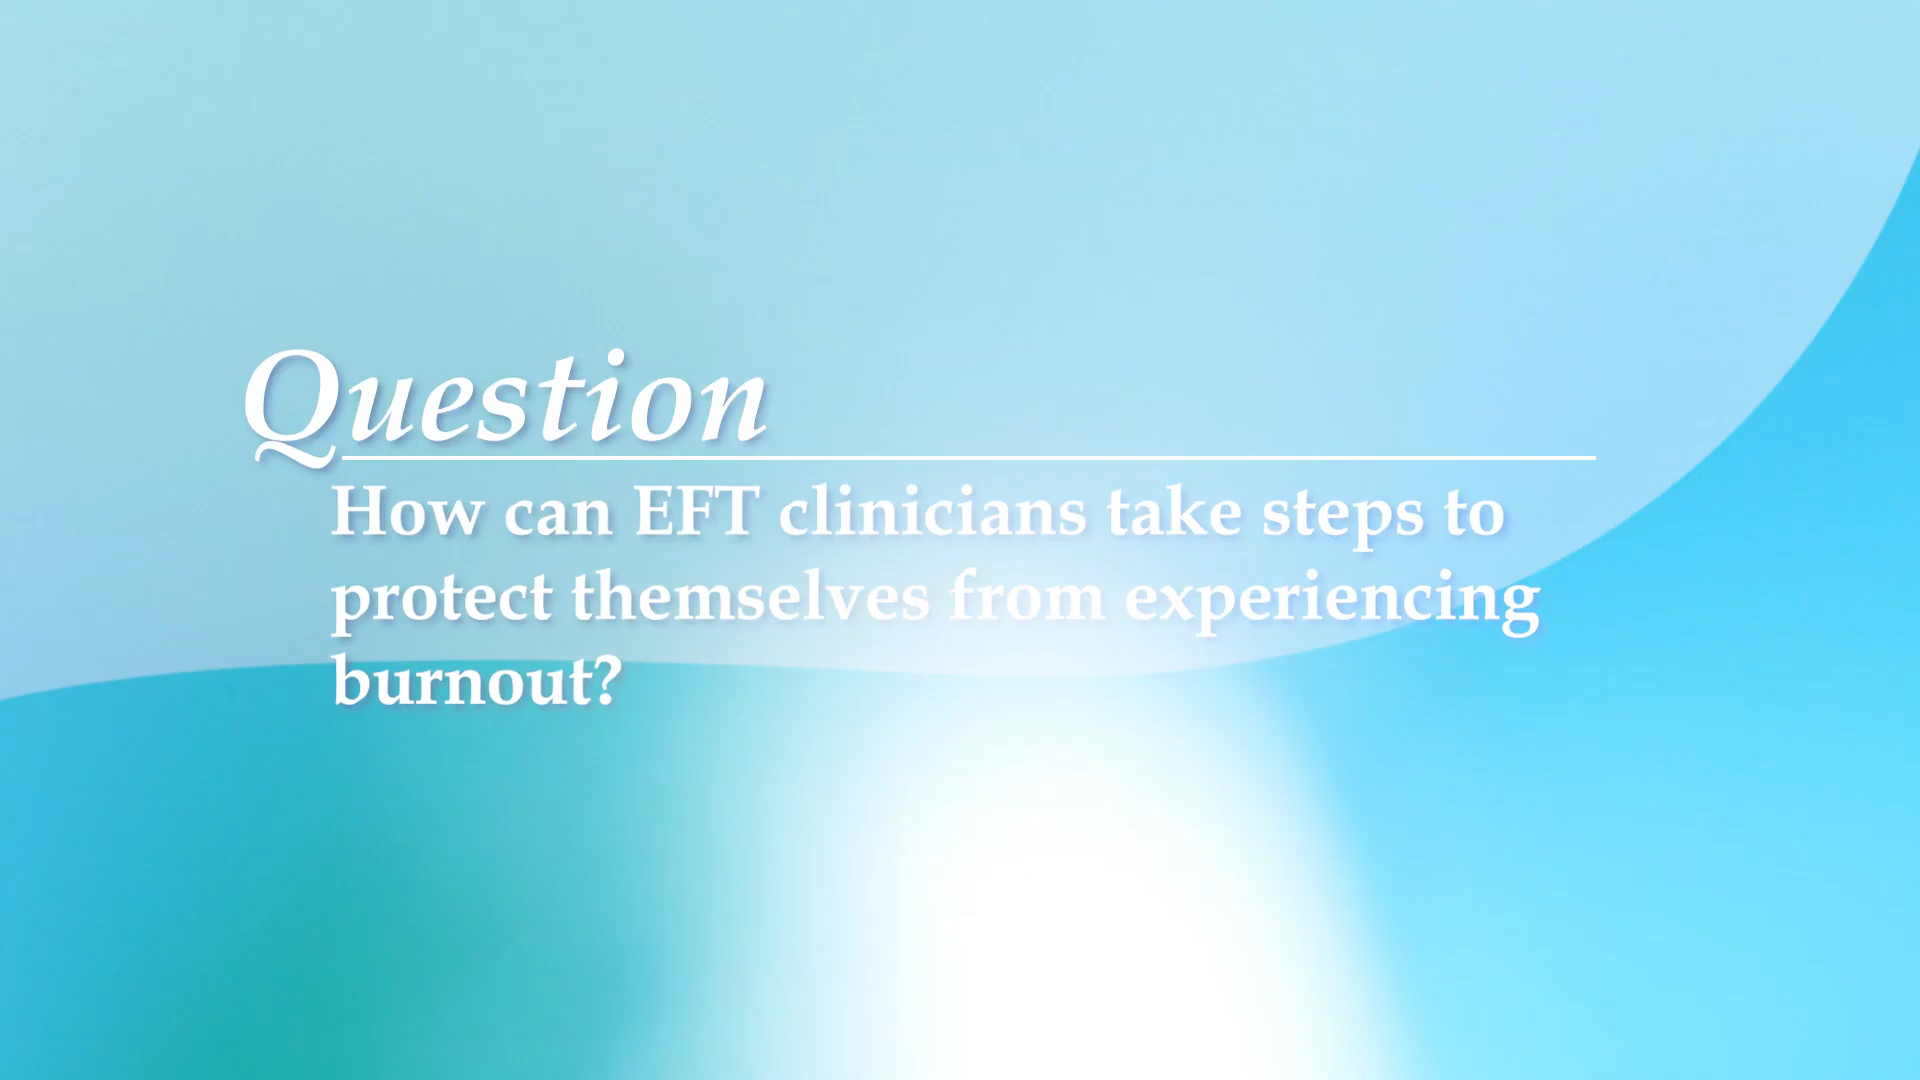 Question
How can EFT clinicians take steps to
protect themselves from experiencing
burnout?